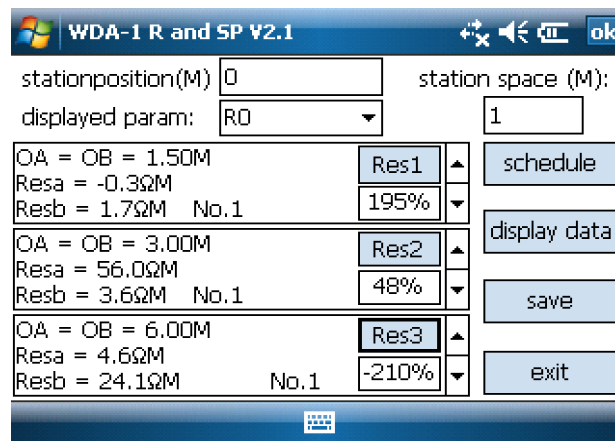 WDA-1 R and SP V2.1 ok
stationposition(M) 0 station space (M):
displayed param: R0 1
OA = OB = 1.50M Res1 schedule
Resa = -0.3ΩM
Resb = 1.7ΩM No.1 195%
OA = OB = 3.00M Res2 display data
Resa = 56.0ΩM
Resb = 3.6ΩM No.1 48% save
OA = OB = 6.00M Res3
Resa = 4.6ΩM
Resb = 24.1ΩM No.1 -210% exit